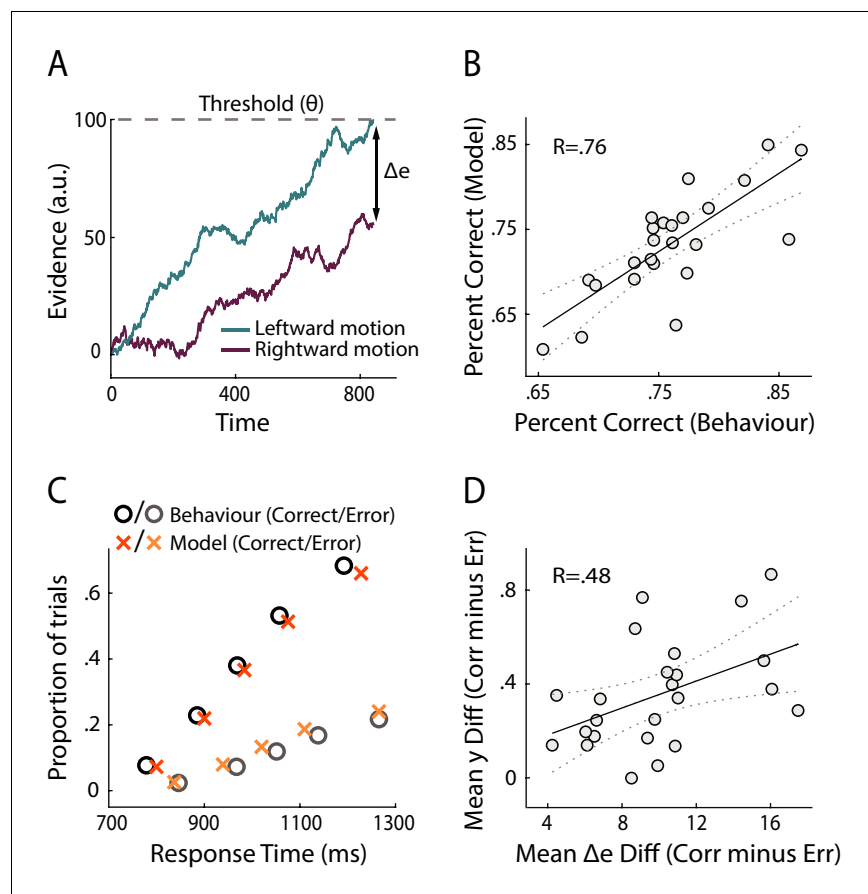 A
Threshold (θ)
100
50
0
Evidence (a.u.)
Δe
Leftward motion
Rightward motion
0 400 800
Time
B
R=.76
.85
.75
.65
Percent Correct (Model)
.65 .75 .85
Percent Correct (Behaviour)
C
/ Behaviour (Correct/Error)
/ Model (Correct/Error)
.6
.4
.2
0
Proportion of trials
700 900 1100 1300
Response Time (ms)
D
R=.48
.8
.4
0
Mean y Diff (Corr minus Err)
4 8 12 16
Mean Δe Diff (Corr minus Err)